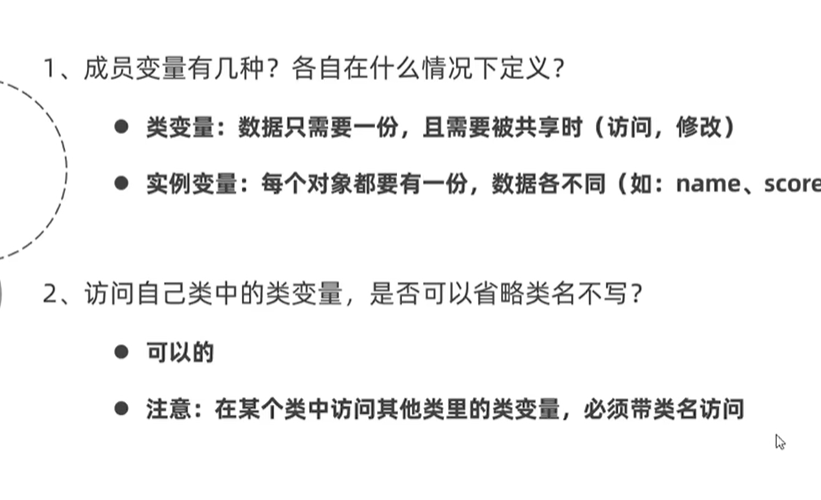 1、成员变量有几种？各自在什么情况下定义？
● 类变量：数据只需要一份，且需要被共享时（访问，修改）
● 实例变量：每个对象都要有一份，数据各不同（如：name、score
2、访问自己类中的类变量，是否可以省略类名不写？
● 可以的
● 注意：在某个类中访问其他类里的类变量，必须带类名访问